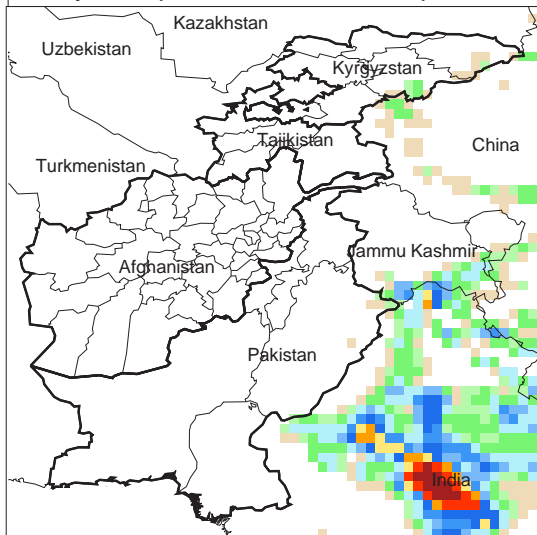 Kazakhstan
Uzbekistan
Kyrgyzstan
Tajikistan
China
Turkmenistan
Jammu Kashmir
Afghanistan
Pakistan
India